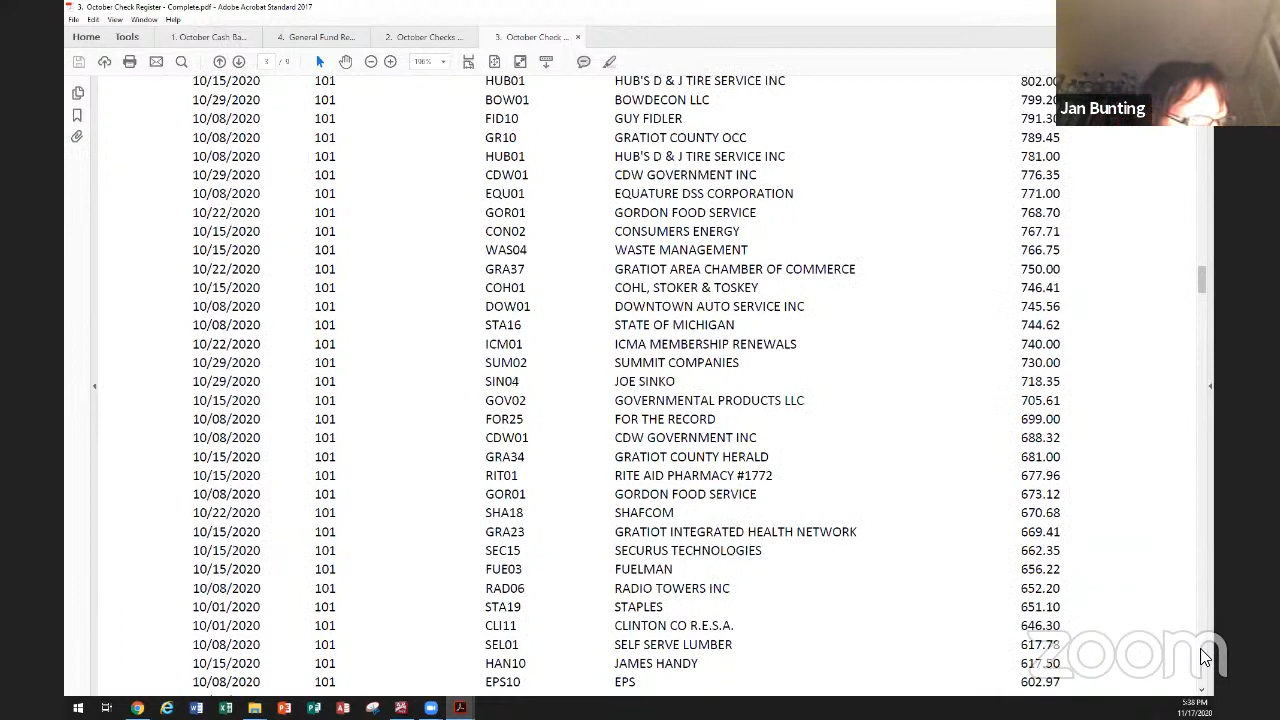 3. October Check Register - Complete.pdf - Adobe Acrobat Standard 2017
File Edit View Window Help
Home Tools 1. October Cash Ba... 4. General Fund Re... 2. October Checks ... 3. October Check ... ×
3 / 9 196%
Jan Bunting
10/15/2020 101 HUB01 HUB'S D & J TIRE SERVICE INC 802.00
10/29/2020 101 BOW01 BOWDECON LLC 799.20
10/08/2020 101 FID10 GUY FIDLER 791.30
10/08/2020 101 GR10 GRATIOT COUNTY OCC 789.45
10/08/2020 101 HUB01 HUB'S D & J TIRE SERVICE INC 781.00
10/29/2020 101 CDW01 CDW GOVERNMENT INC 776.35
10/08/2020 101 EQU01 EQUATURE DSS CORPORATION 771.00
10/22/2020 101 GOR01 GORDON FOOD SERVICE 768.70
10/15/2020 101 CON02 CONSUMERS ENERGY 767.71
10/15/2020 101 WAS04 WASTE MANAGEMENT 766.75
10/22/2020 101 GRA37 GRATIOT AREA CHAMBER OF COMMERCE 750.00
10/15/2020 101 COH01 COHL, STOKER & TOSKEY 746.41
10/08/2020 101 DOW01 DOWNTOWN AUTO SERVICE INC 745.56
10/08/2020 101 STA16 STATE OF MICHIGAN 744.62
10/22/2020 101 ICM01 ICMA MEMBERSHIP RENEWALS 740.00
10/29/2020 101 SUM02 SUMMIT COMPANIES 730.00
10/29/2020 101 SIN04 JOE SINKO 718.35
10/15/2020 101 GOV02 GOVERNMENTAL PRODUCTS LLC 705.61
10/08/2020 101 FOR25 FOR THE RECORD 699.00
10/08/2020 101 CDW01 CDW GOVERNMENT INC 688.32
10/15/2020 101 GRA34 GRATIOT COUNTY HERALD 681.00
10/15/2020 101 RIT01 RITE AID PHARMACY #1772 677.96
10/08/2020 101 GOR01 GORDON FOOD SERVICE 673.12
10/22/2020 101 SHA18 SHAFCOM 670.68
10/15/2020 101 GRA23 GRATIOT INTEGRATED HEALTH NETWORK 669.41
10/15/2020 101 SEC15 SECURUS TECHNOLOGIES 662.35
10/15/2020 101 FUE03 FUELMAN 656.22
10/08/2020 101 RAD06 RADIO TOWERS INC 652.20
10/01/2020 101 STA19 STAPLES 651.10
10/01/2020 101 CLI11 CLINTON CO R.E.S.A. 646.30
10/08/2020 101 SEL01 SELF SERVE LUMBER 617.78
10/15/2020 101 HAN10 JAMES HANDY 617.50
10/08/2020 101 EPS10 EPS 602.97
zoom
5:38 PM
11/17/2020